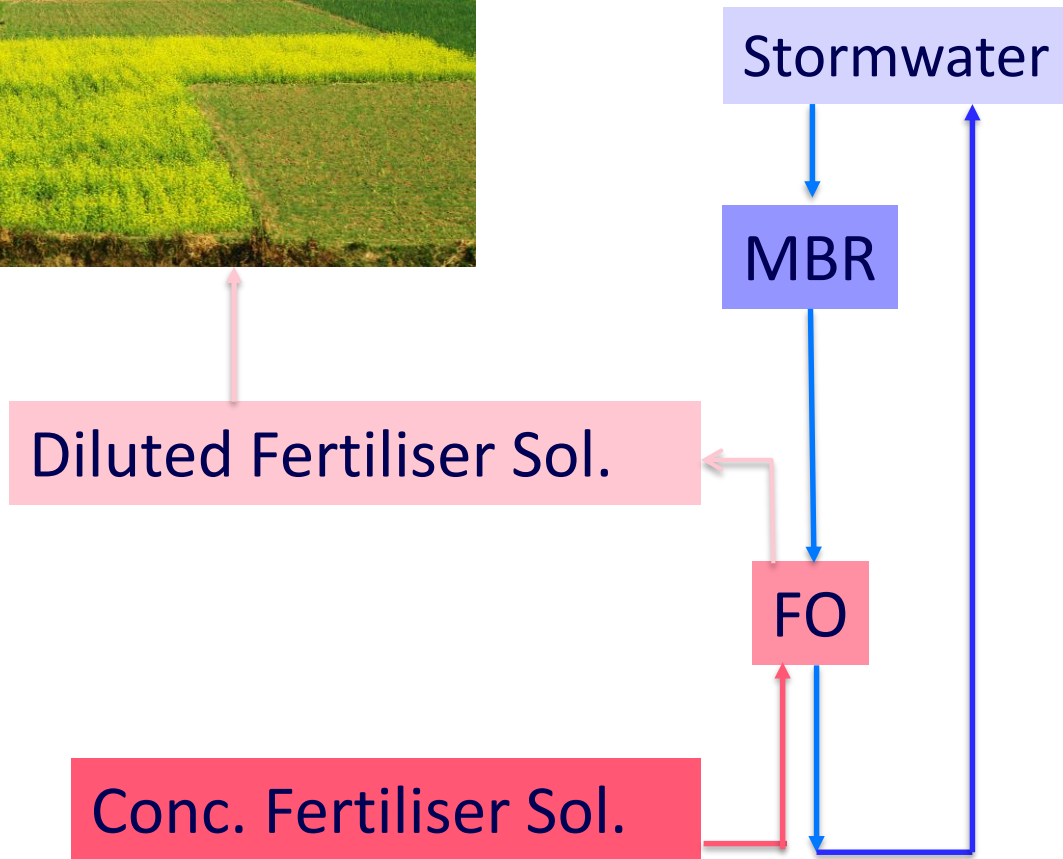 Stormwater
MBR
Diluted Fertiliser Sol.
FO
Conc. Fertiliser Sol.